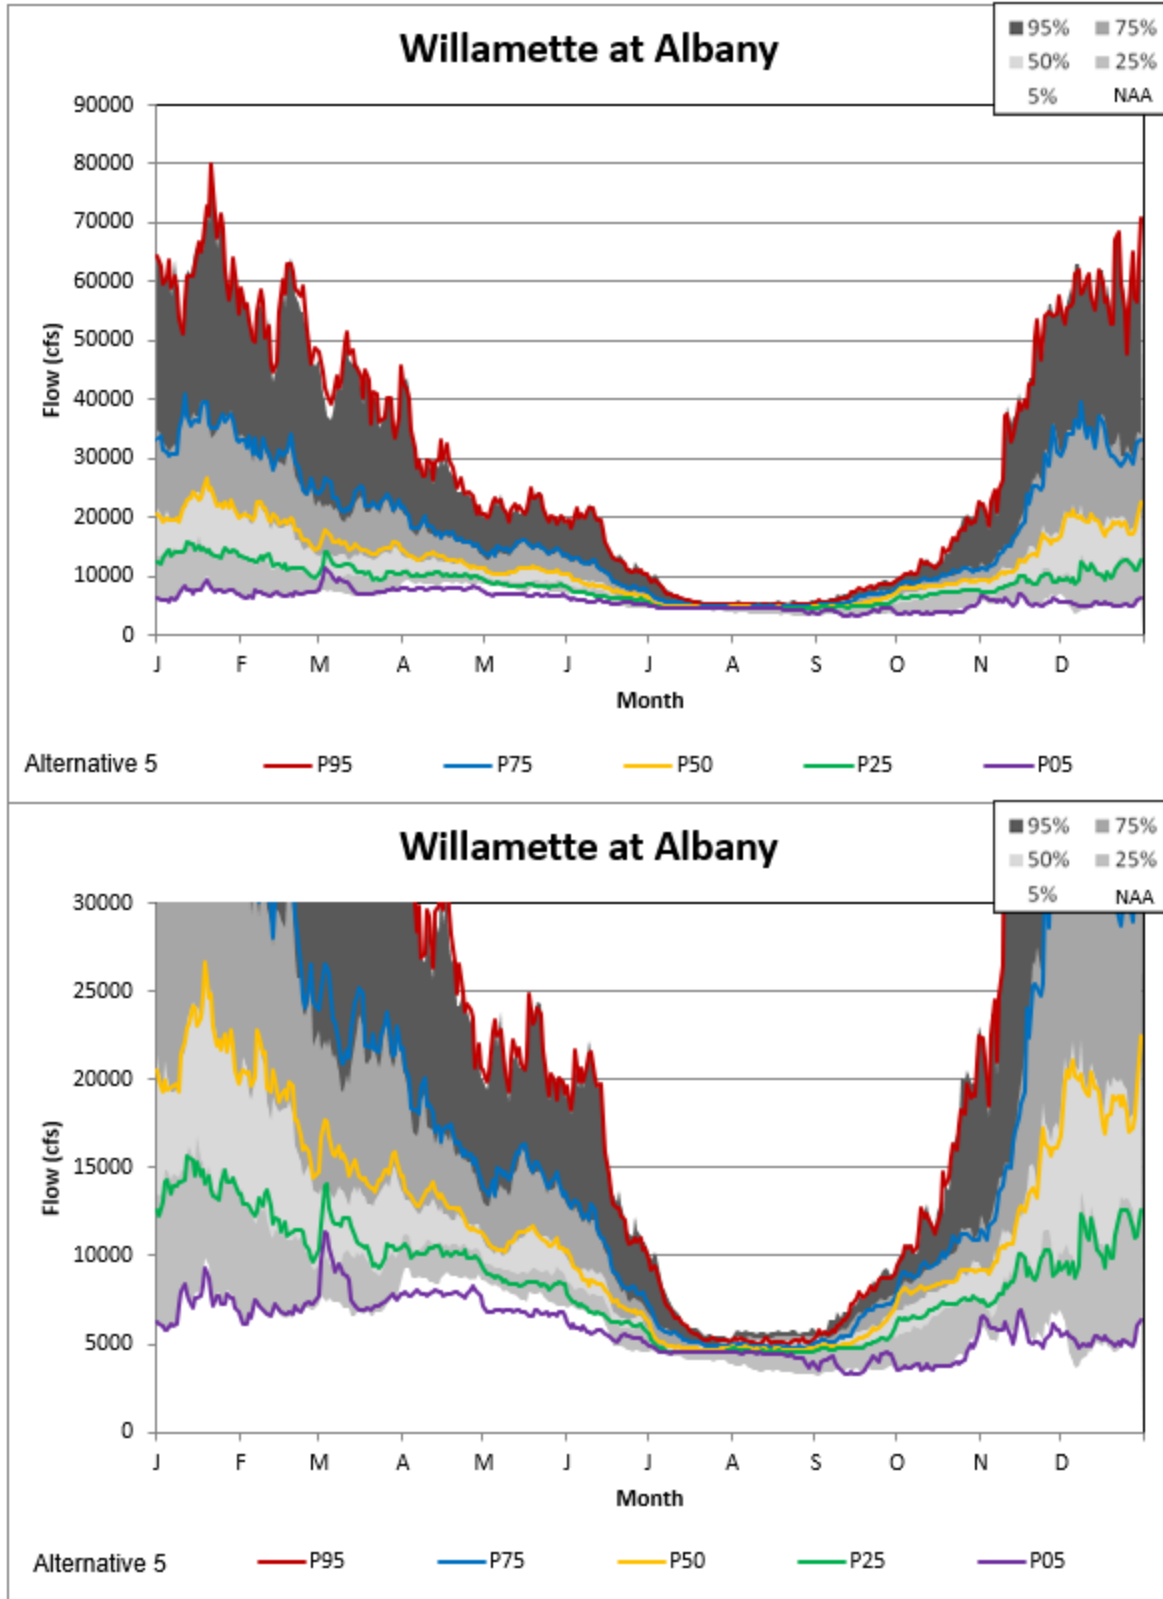 Willamette at Albany
95% 75%
50% 25%
5% NAA
90000
80000
70000
60000
50000
40000
30000
20000
10000
0
Flow (cfs)
J F M A M J J A S O N D
Month
Alternative 5 P95 P75 P50 P25 P05
Willamette at Albany
95% 75%
50% 25%
5% NAA
30000
25000
20000
15000
10000
5000
0
Flow (cfs)
J F M A M J J A S O N D
Month
Alternative 5 P95 P75 P50 P25 P05